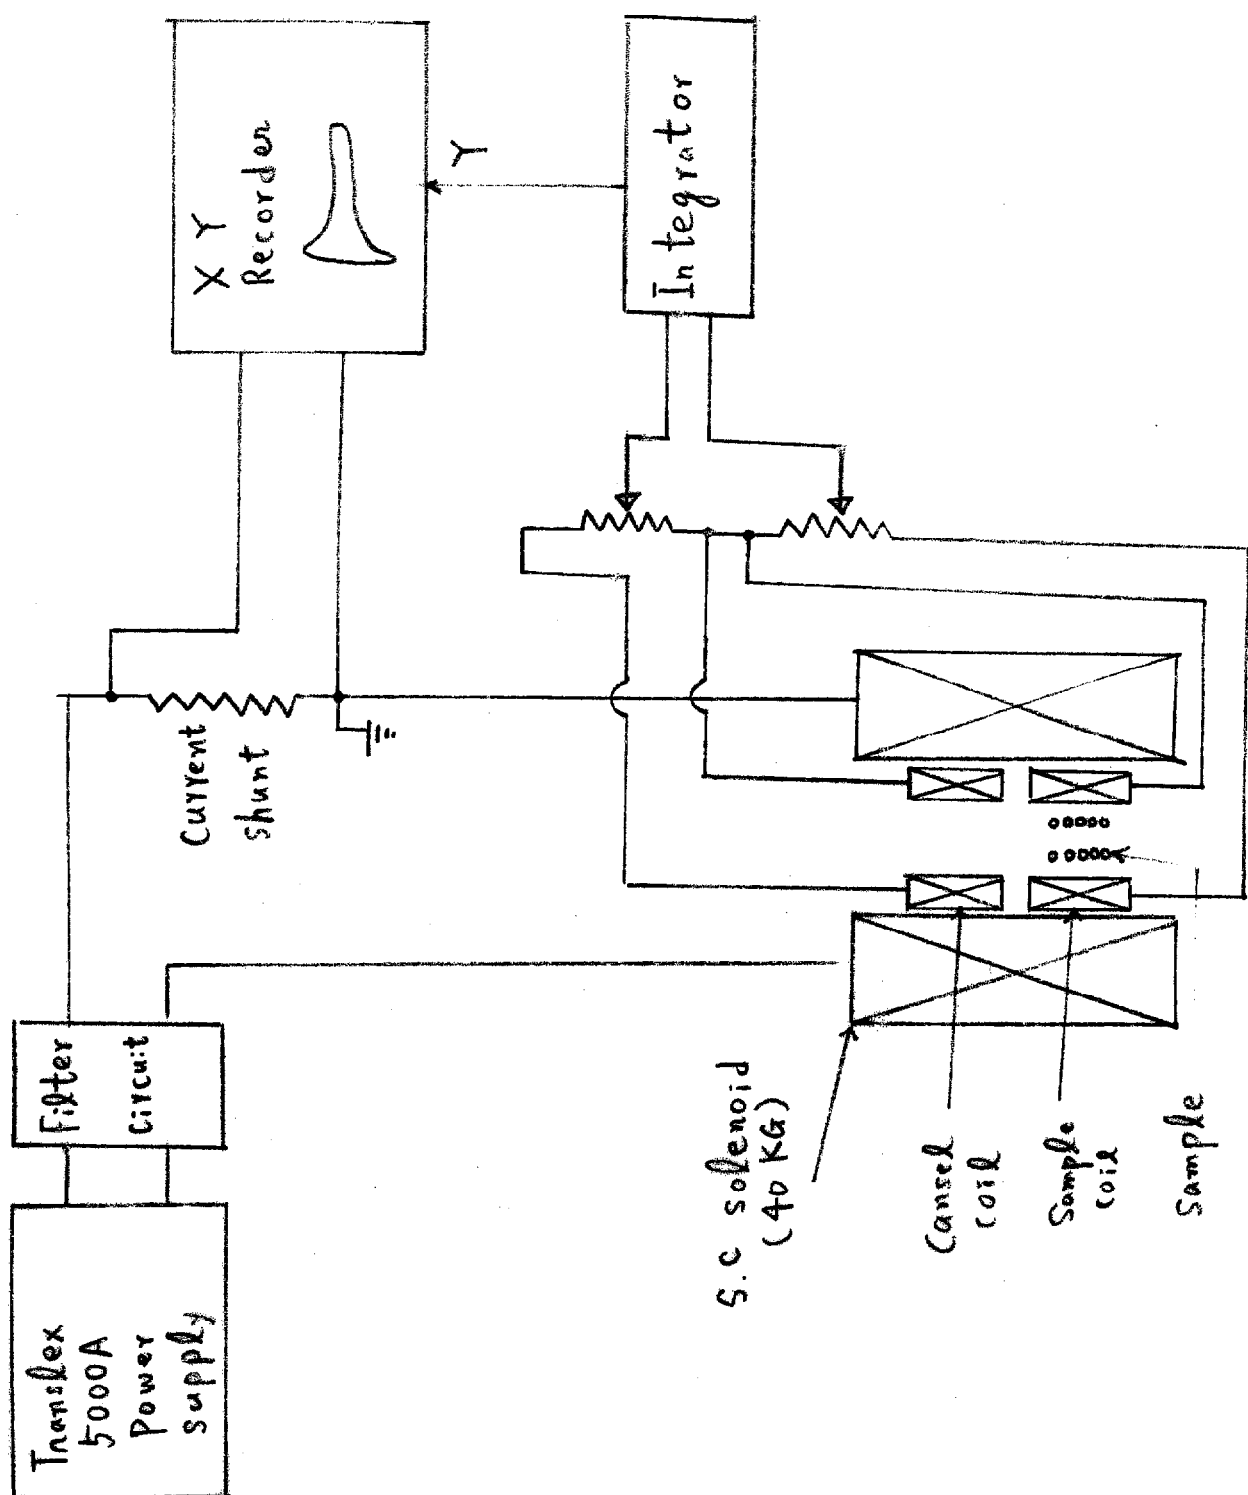 Translex
5000A
Power
supply
Filter
Circuit
Current
shunt
X Y
Recorder
Y
Integrator
S.C solenoid
(40 KG)
Cansel
coil
Sample
coil
Sample